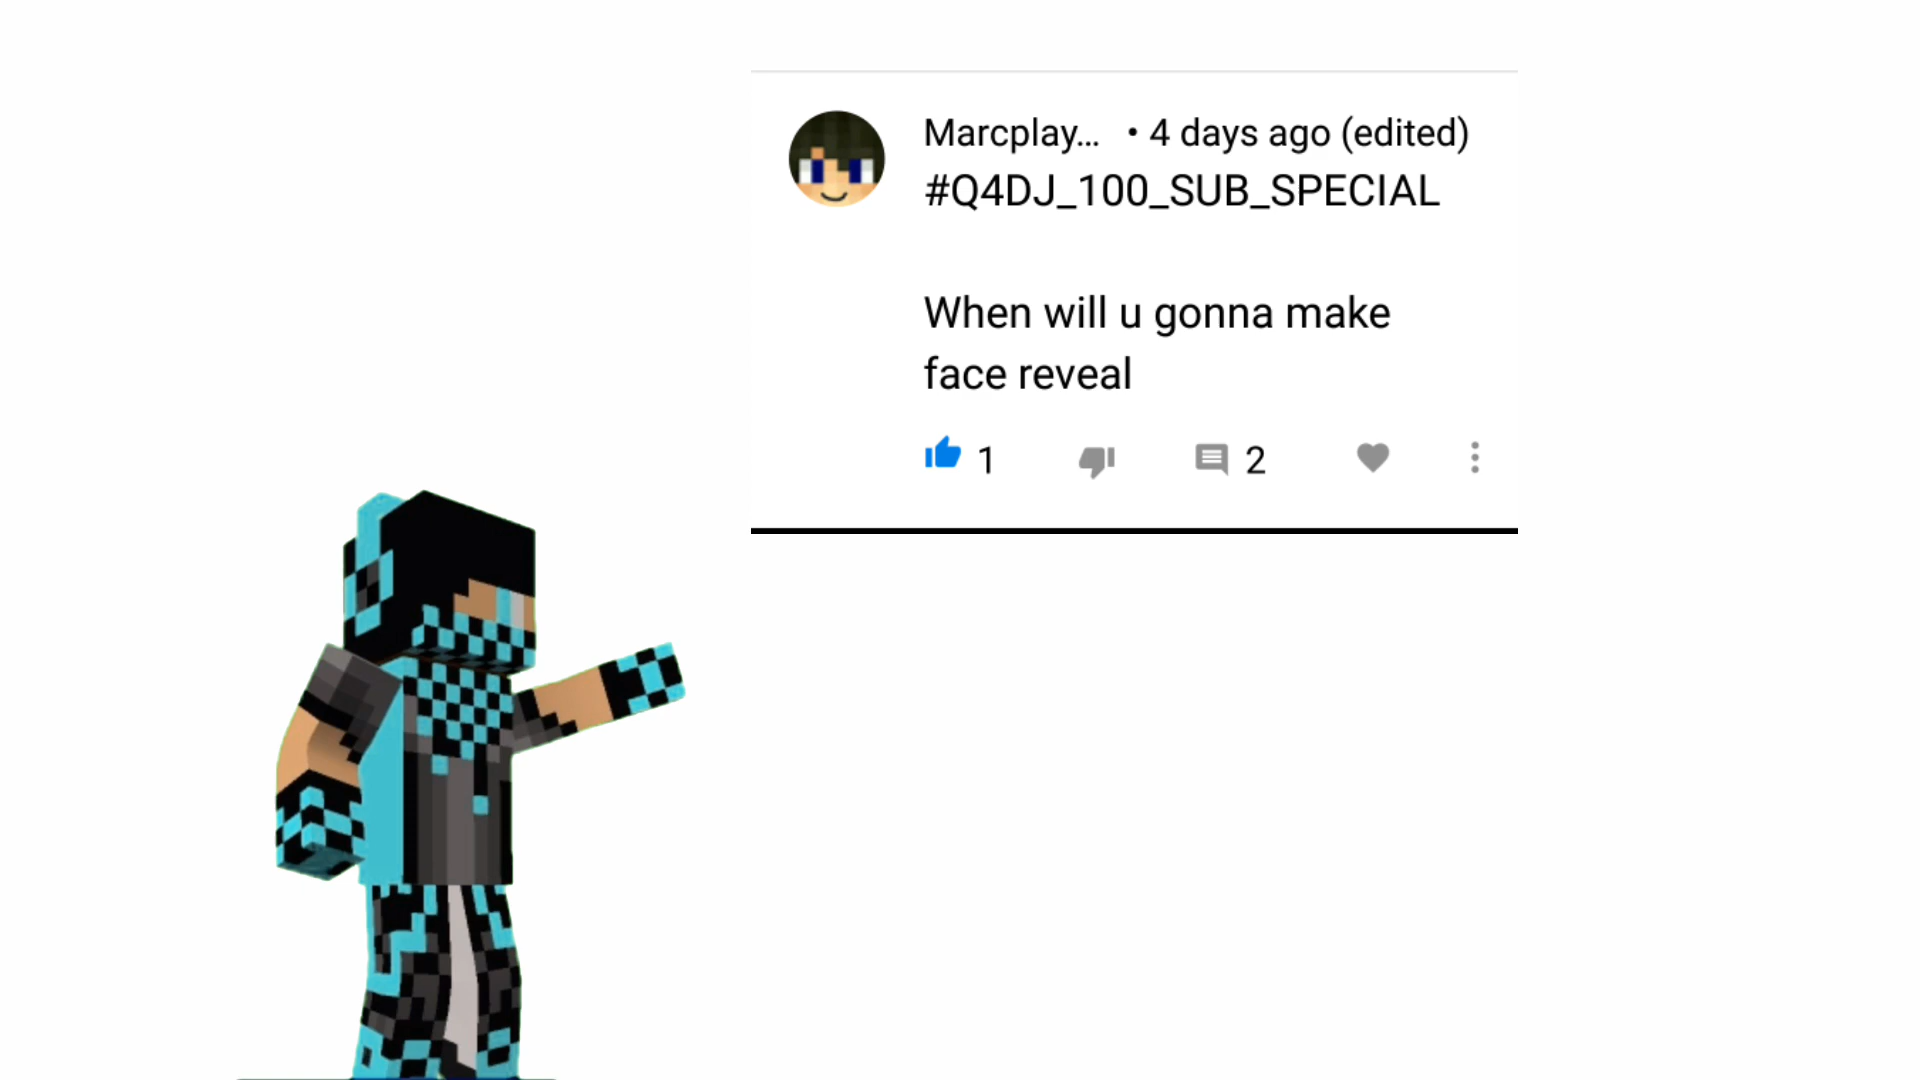 Marcplay... • 4 days ago (edited)
#Q4DJ_100_SUB_SPECIAL
When will u gonna make
face reveal
1 2